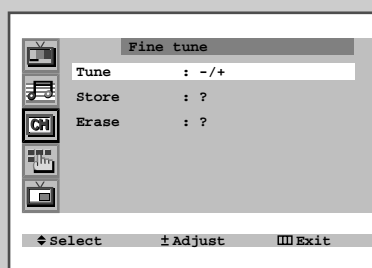 Fine tune
Tune : -/+
Store : ?
Erase : ?
CH
Select ± Adjust Exit